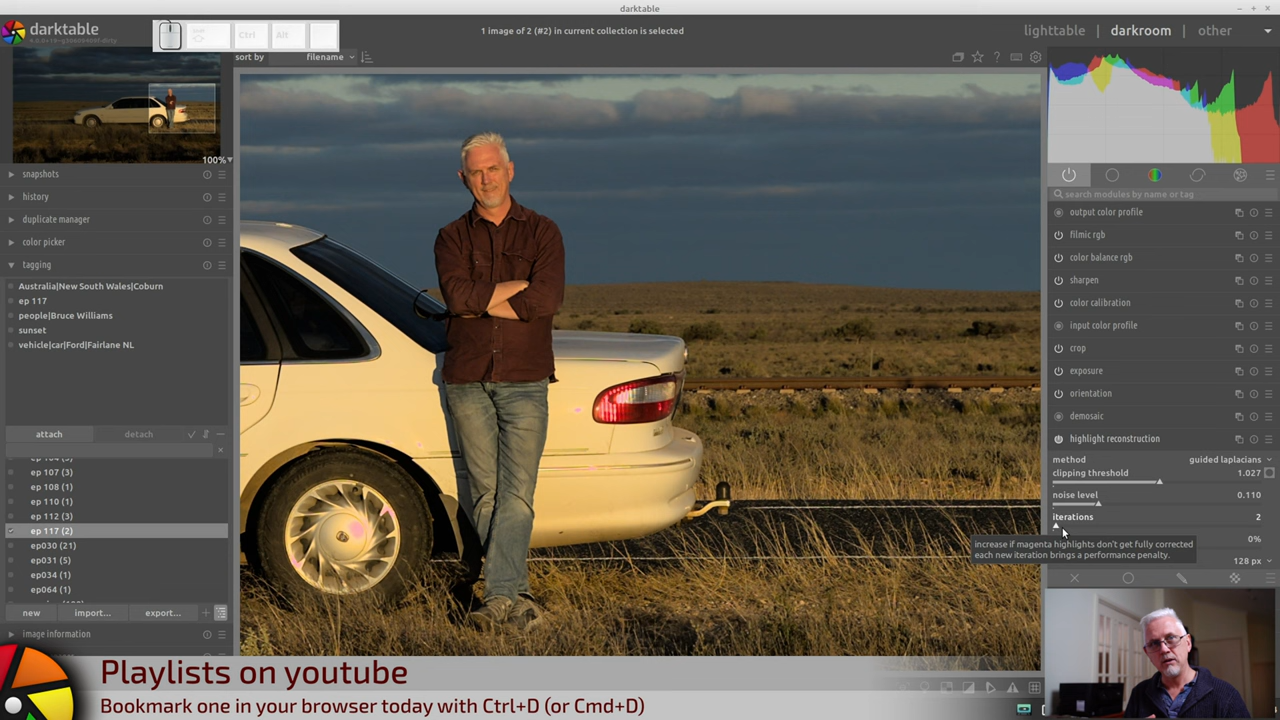 darktable
darktable
Ctrl
Alt
1 image of 2 (#2) in current collection is selected
lighttable | darkroom | other
sort by filename
100%
snapshots
history
duplicate manager
color picker
tagging
Australia|New South Wales|Coburn
ep 117
people|Bruce Williams
sunset
vehicle|car|Ford|Fairlane NL
attach detach
ep 107 (3)
ep 108 (1)
ep 110 (1)
ep 112 (3)
ep 117 (2)
ep030 (21)
ep031 (5)
ep034 (1)
ep064 (1)
new import... export...
image information
search modules by name or tag
output color profile
filmic rgb
color balance rgb
sharpen
color calibration
input color profile
crop
exposure
orientation
demosaic
highlight reconstruction
method guided laplacians
clipping threshold 1.027
noise level 0.110
iterations 2
0%
128 px
increase if magenta highlights don't get fully corrected
each new iteration brings a performance penalty.
Playlists on youtube
Bookmark one in your browser today with Ctrl+D (or Cmd+D)